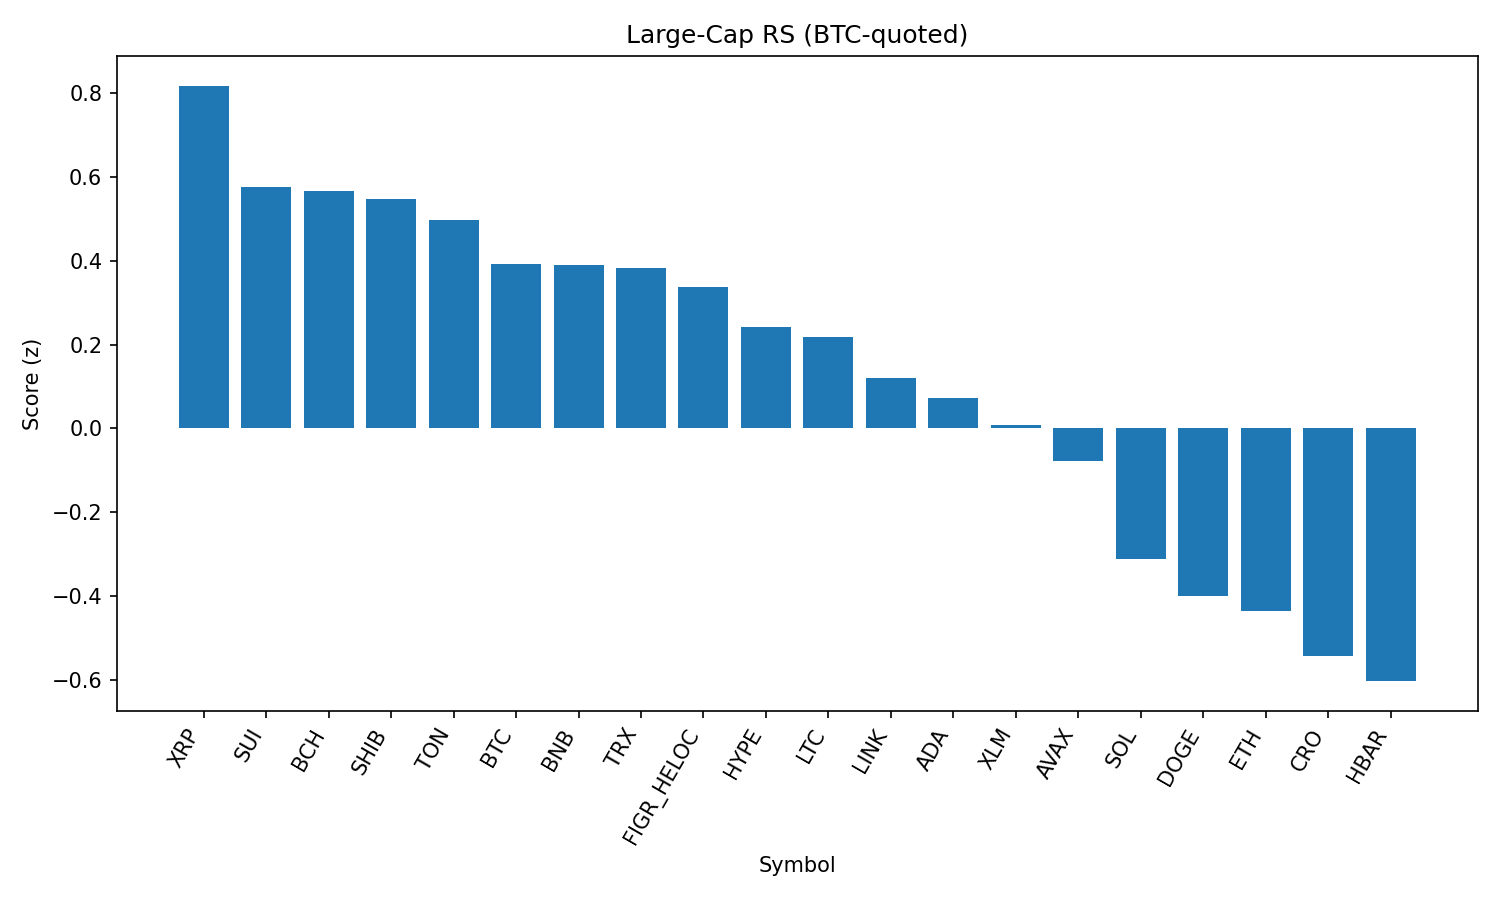 Large-Cap RS (BTC-quoted)
Score (z)
0.8
0.6
0.4
0.2
0.0
−0.2
−0.4
−0.6
XRP
SUI
BCH
SHIB
TON
BTC
BNB
TRX
FIGR_HELOC
HYPE
LTC
LINK
ADA
XLM
AVAX
SOL
DOGE
ETH
CRO
HBAR
Symbol